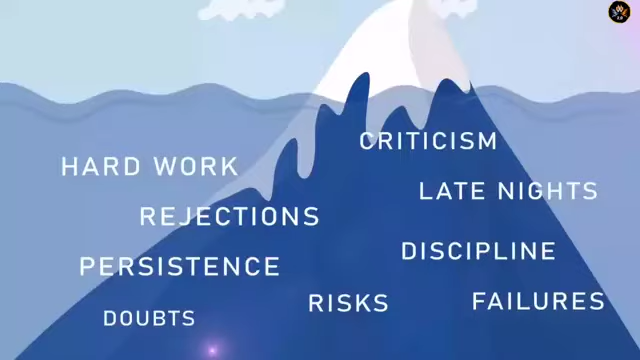 CRITICISM
HARD WORK
LATE NIGHTS
REJECTIONS
DISCIPLINE
PERSISTENCE
RISKS
FAILURES
DOUBTS